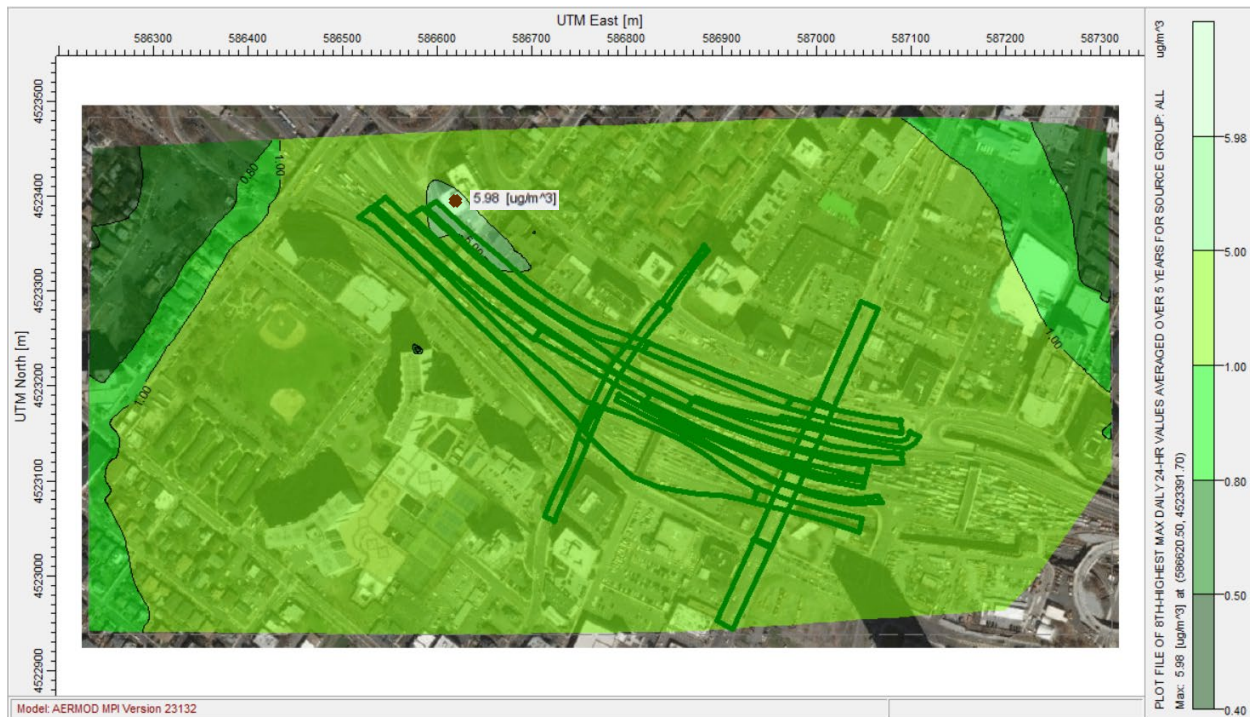 UTM East [m]
586300 586400 586500 586600 586700 586800 586900 587000 587100 587200 587300
UTM North [m]
4523500
4523400
4523300
4523200
4523100
4523000
4522900
0.80
1.00
5.98 [ug/m^3]
5.00
1.00
1.00
PLOT FILE OF 8TH-HIGHEST MAX DAILY 24-HR VALUES AVERAGED OVER 5 YEARS FOR SOURCE GROUP: ALL
ug/m^3
Max: 5.98 [ug/m^3] at (586620.50, 4523391.70)
5.98
5.00
1.00
0.80
0.50
0.40
Model: AERMOD MPI Version 23132